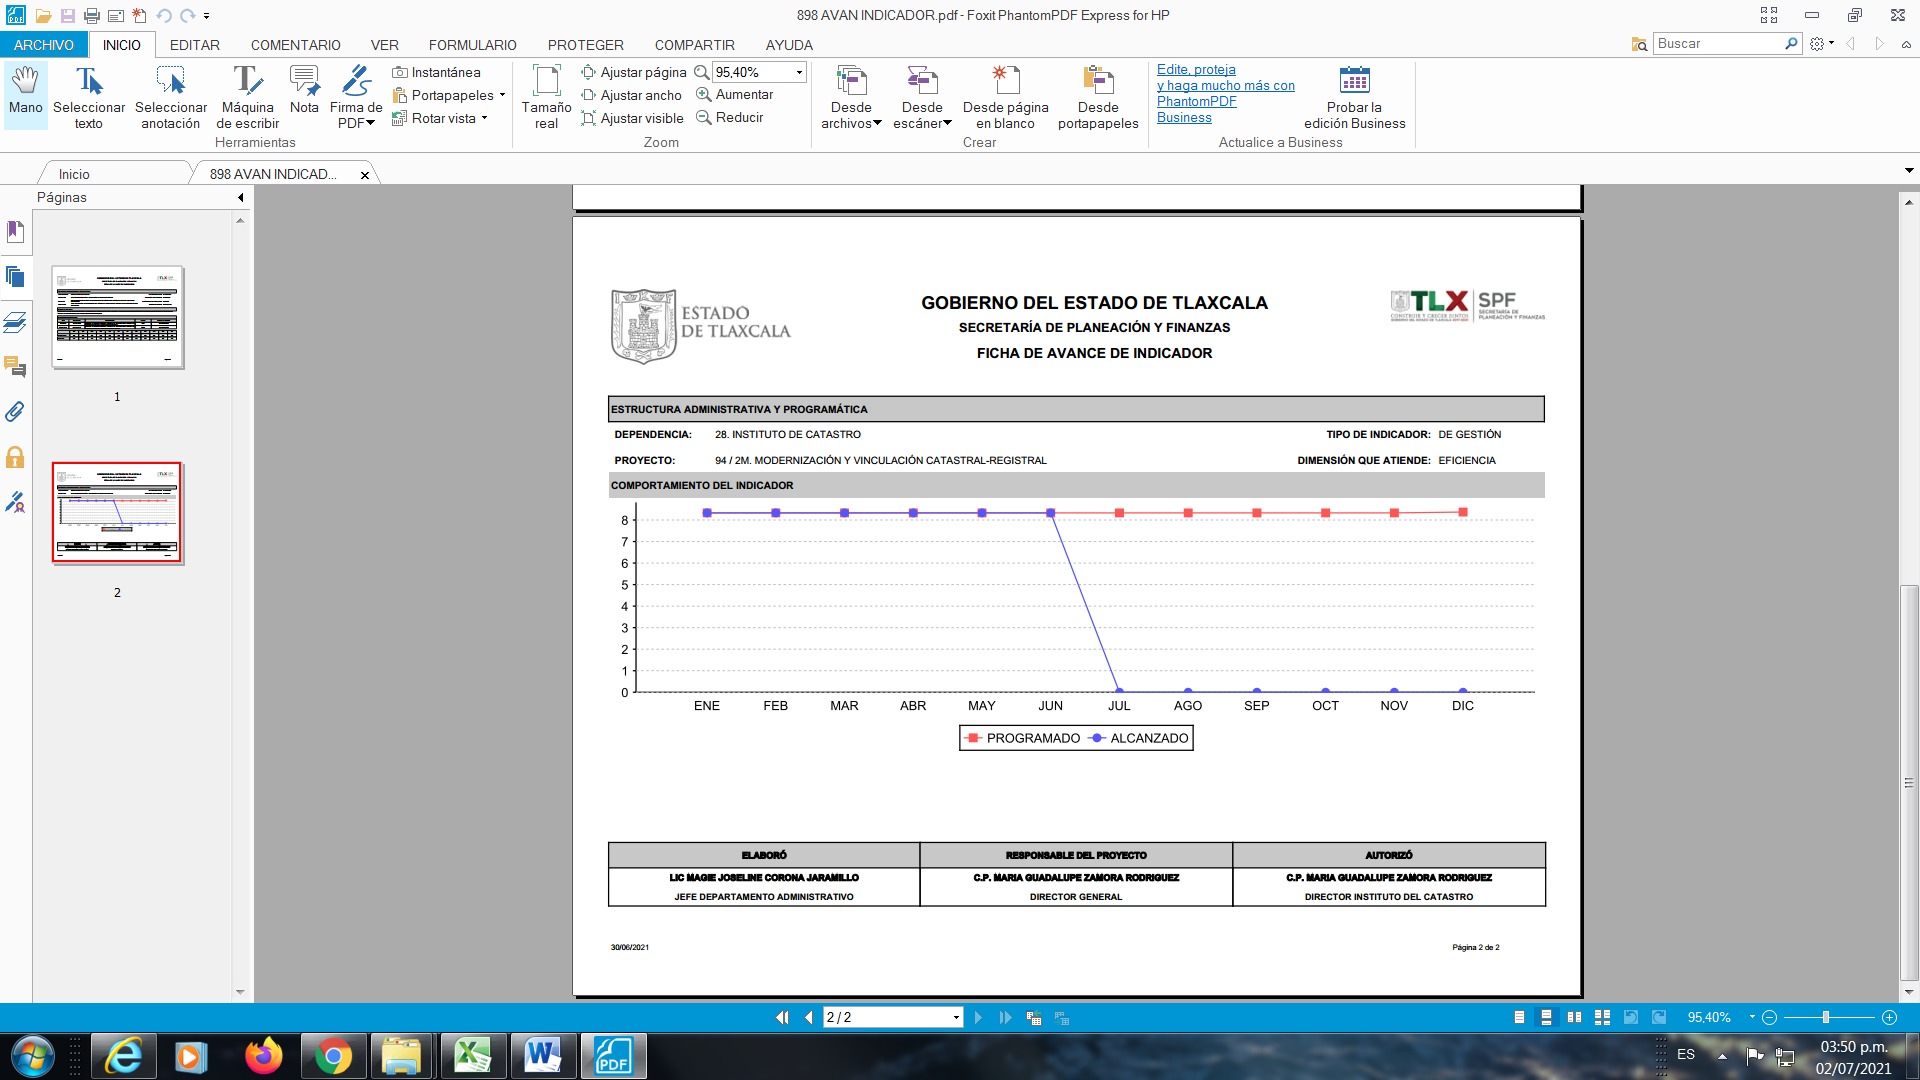 898 AVAN INDICADOR.pdf - Foxit PhantomPDF Express for HP
ARCHIVO INICIO EDITAR COMENTARIO VER FORMULARIO PROTEGER COMPARTIR AYUDA
Buscar
Mano
Seleccionar texto
Seleccionar anotación
Máquina de escribir
Nota
Firma de PDF
Instantánea
Portapapeles
Rotar vista
Herramientas
Tamaño real
Ajustar página
Ajustar ancho
Ajustar visible
95,40%
Aumentar
Reducir
Zoom
Desde archivos
Desde escáner
Desde página en blanco
Desde portapapeles
Crear
Edite, proteja
y haga mucho más con
PhantomPDF
Business
Probar la edición Business
Actualice a Business
Inicio
898 AVAN INDICAD...
Páginas
1
2
ESTADO
DE TLAXCALA
GOBIERNO DEL ESTADO DE TLAXCALA
SECRETARÍA DE PLANEACIÓN Y FINANZAS
FICHA DE AVANCE DE INDICADOR
TLX
CONSTRUIR Y CRECER JUNTOS
SPF
SECRETARÍA DE
PLANEACIÓN Y FINANZAS
ESTRUCTURA ADMINISTRATIVA Y PROGRAMÁTICA
DEPENDENCIA: 28. INSTITUTO DE CATASTRO TIPO DE INDICADOR: DE GESTIÓN
PROYECTO: 94 / 2M. MODERNIZACIÓN Y VINCULACIÓN CATASTRAL-REGISTRAL DIMENSIÓN QUE ATIENDE: EFICIENCIA
COMPORTAMIENTO DEL INDICADOR
8
7
6
5
4
3
2
1
0
ENE FEB MAR ABR MAY JUN JUL AGO SEP OCT NOV DIC
PROGRAMADO ALCANZADO
ELABORÓ RESPONSABLE DEL PROYECTO AUTORIZÓ
LIC MAGIE JOSELINE CORONA JARAMILLO C.P. MARIA GUADALUPE ZAMORA RODRIGUEZ C.P. MARIA GUADALUPE ZAMORA RODRIGUEZ
JEFE DEPARTAMENTO ADMINISTRATIVO DIRECTOR GENERAL DIRECTOR INSTITUTO DEL CATASTRO
30/06/2021 Página 2 de 2
2 / 2
95,40%
ES
03:50 p.m.
02/07/2021